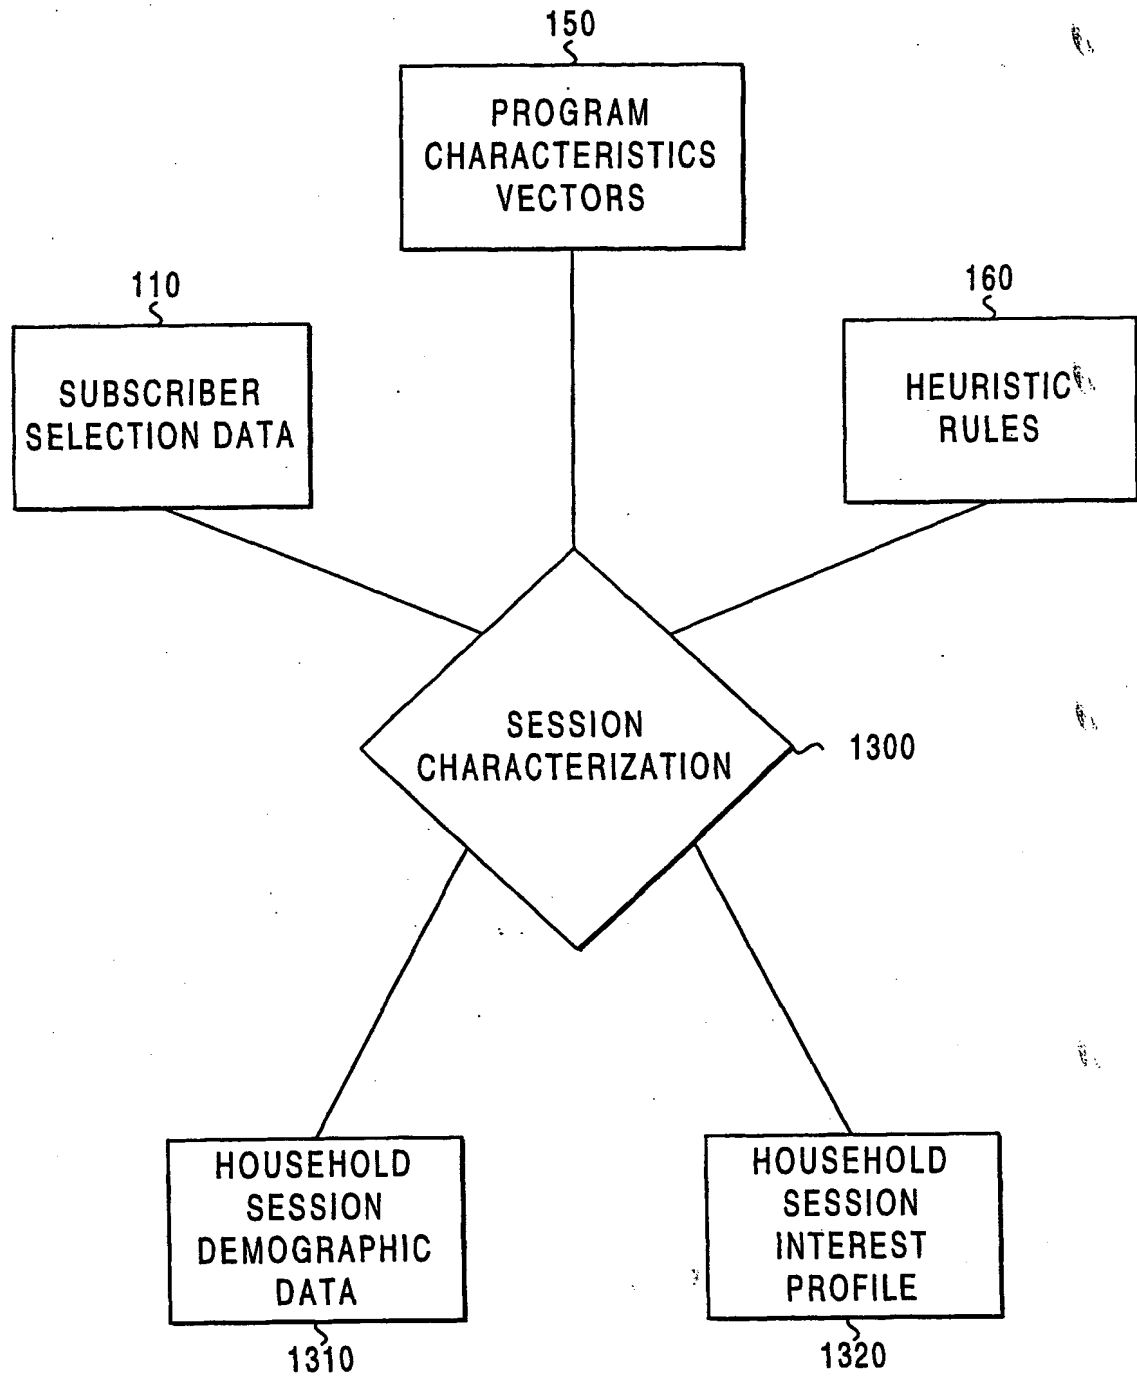 150
PROGRAM
CHARACTERISTICS
VECTORS
110
SUBSCRIBER
SELECTION DATA
160
HEURISTIC
RULES
SESSION
CHARACTERIZATION
1300
HOUSEHOLD
SESSION
DEMOGRAPHIC
DATA
1310
HOUSEHOLD
SESSION
INTEREST
PROFILE
1320